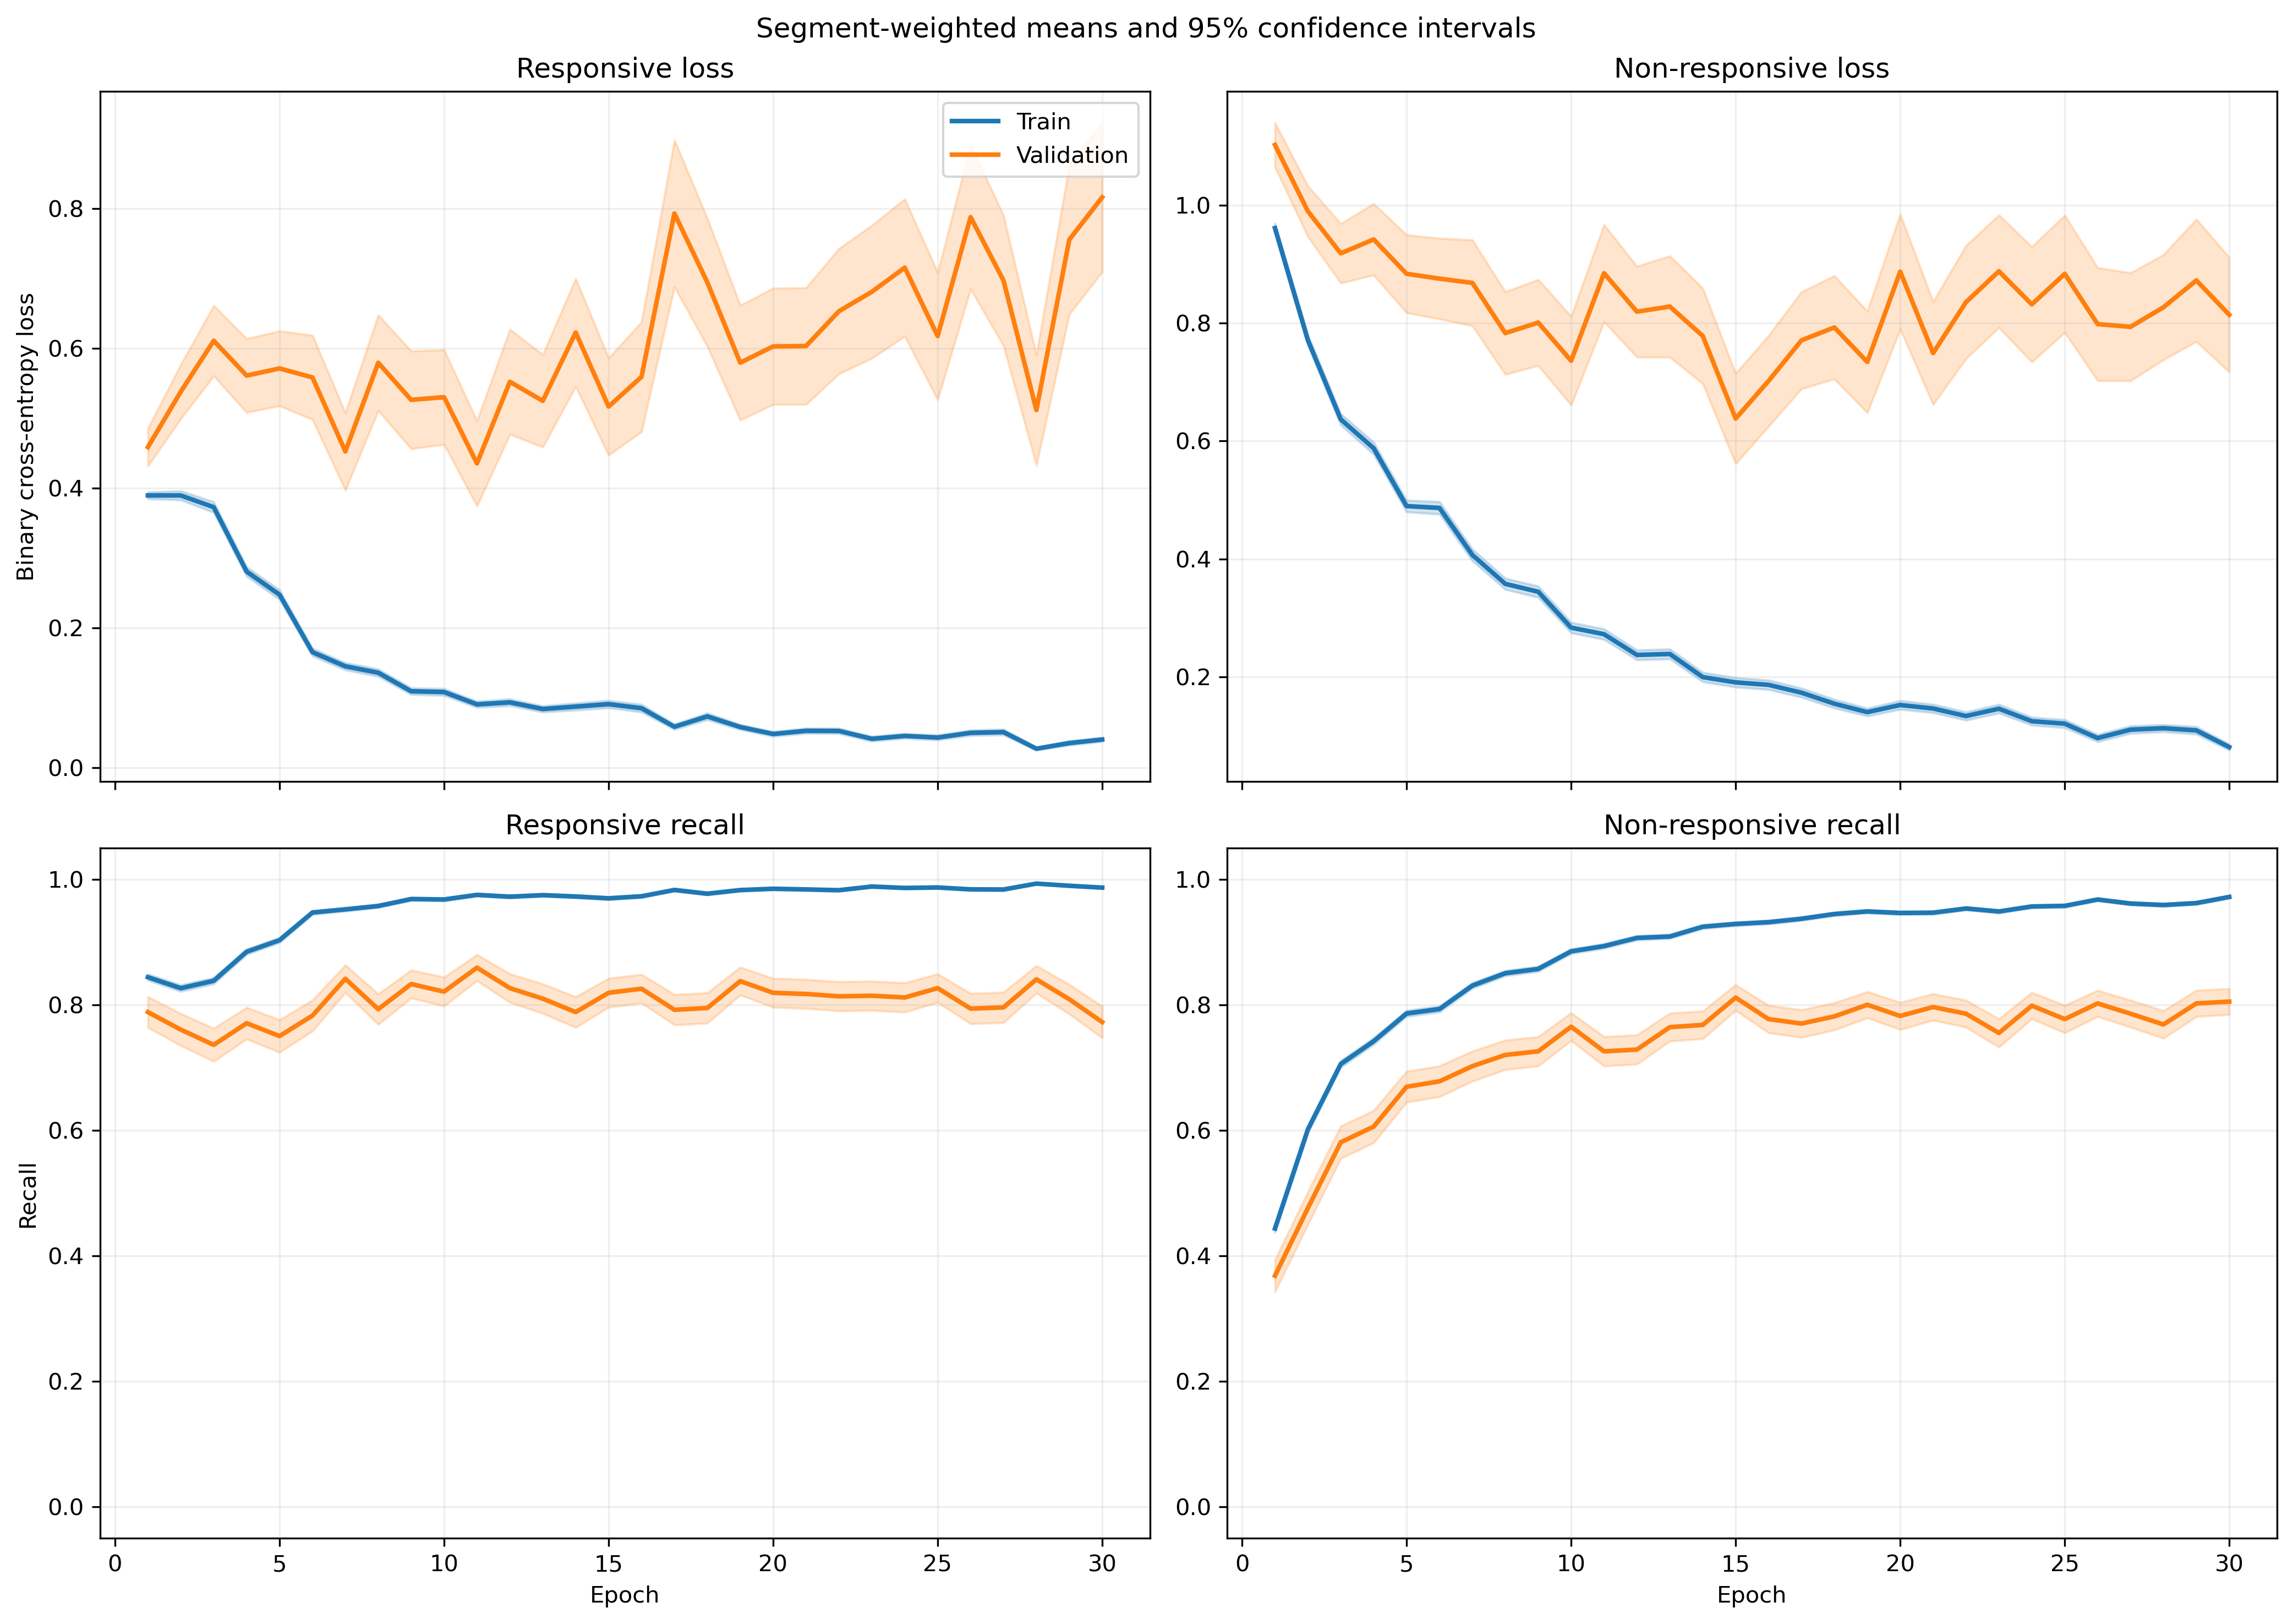 Segment-weighted means and 95% confidence intervals
Responsive loss
Non-responsive loss
Train
Validation
Binary cross-entropy loss
0.8
0.6
0.4
0.2
0.0
1.0
0.8
0.6
0.4
0.2
Responsive recall
Non-responsive recall
Recall
1.0
0.8
0.6
0.4
0.2
0.0
1.0
0.8
0.6
0.4
0.2
0.0
0 5 10 15 20 25 30
0 5 10 15 20 25 30
Epoch
Epoch